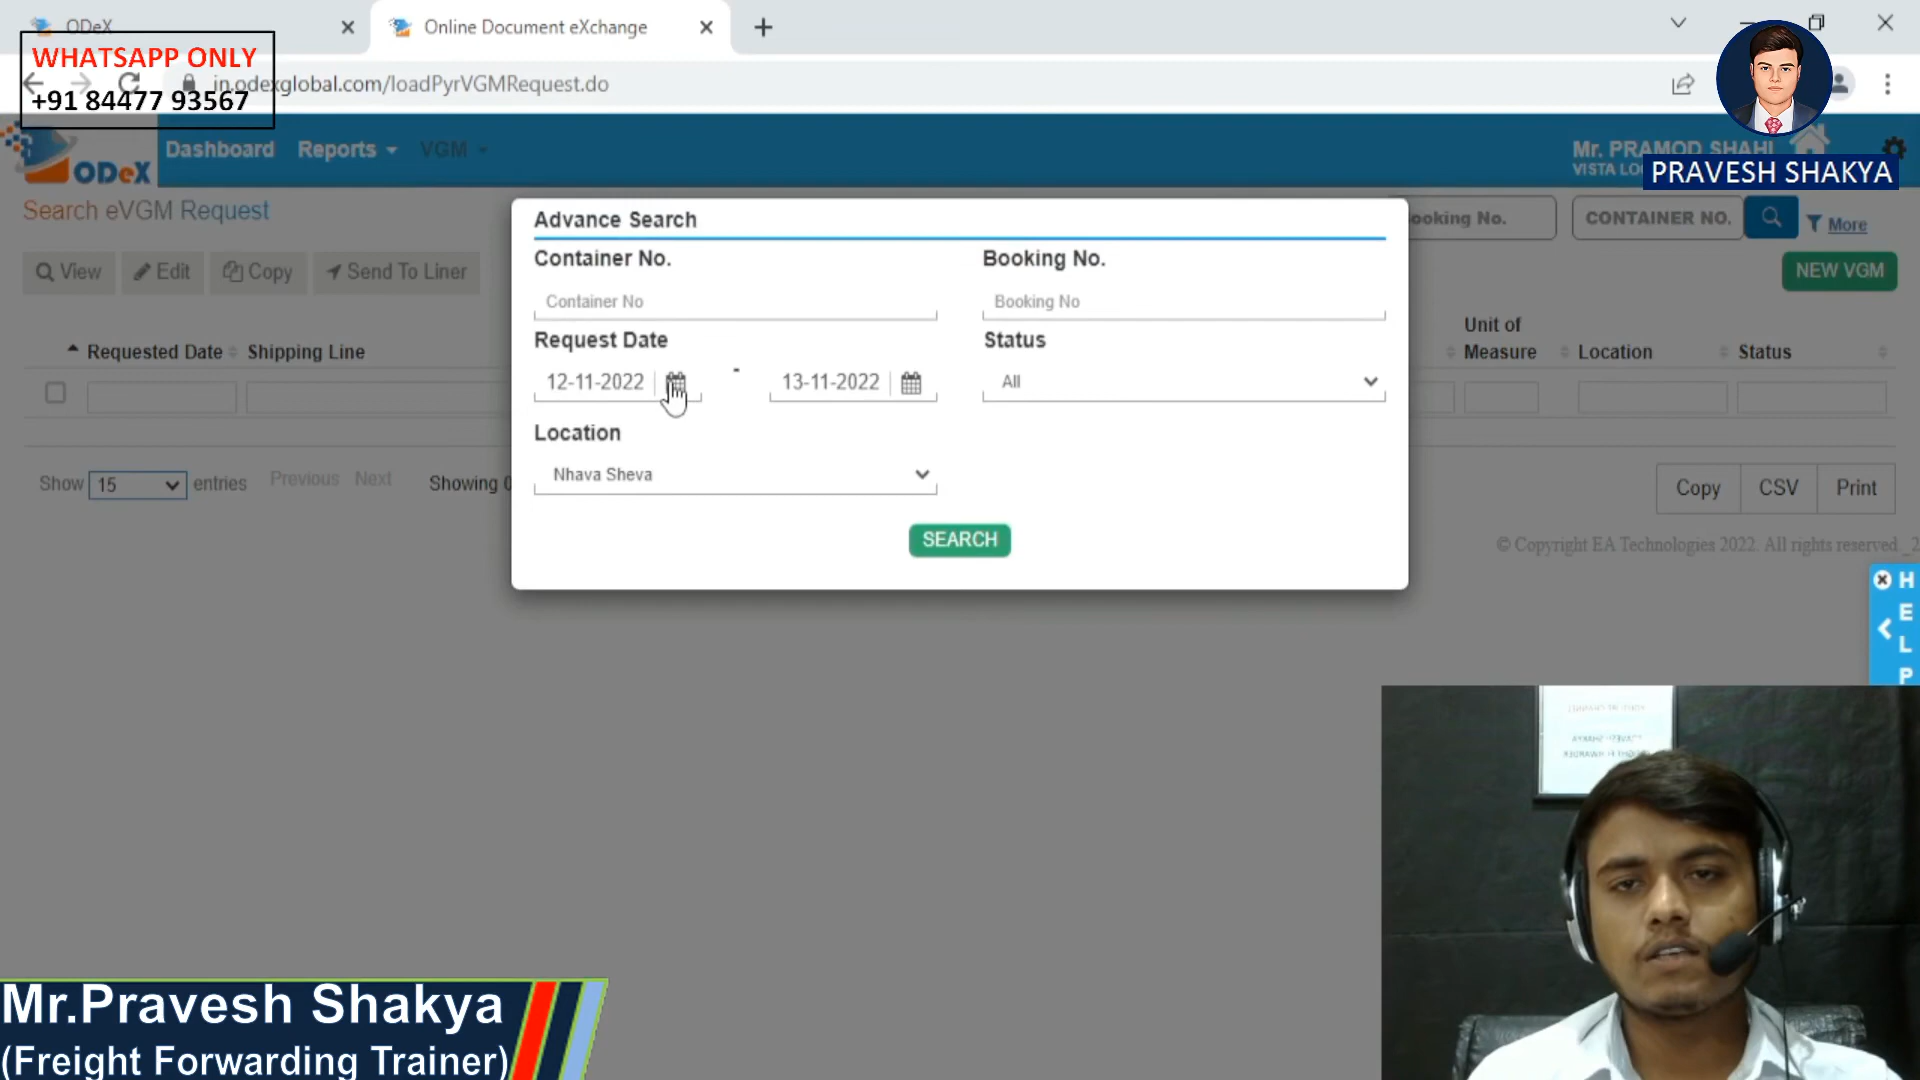 ODeX
Online Document eXchange
WHATSAPP ONLY
+91 84477 93567
in.odexglobal.com/loadPyrVGMRequest.do
ODeX
Dashboard
Reports
VGM
Mr. PRAMOD SHAHI
VISTA LO
PRAVESH SHAKYA
Search eVGM Request
ooking No.
CONTAINER NO.
More
View
Edit
Copy
Send To Liner
NEW VGM
Advance Search
Container No.
Booking No.
Container No
Booking No
Request Date
Status
12-11-2022
-
13-11-2022
All
Location
Nhava Sheva
SEARCH
Requested Date
Shipping Line
Unit of
Measure
Location
Status
Show 15 entries
Previous
Next
Showing 0
Copy
CSV
Print
© Copyright EA Technologies 2022. All rights reserved._2
H
E
L
P
Mr.Pravesh Shakya
(Freight Forwarding Trainer)